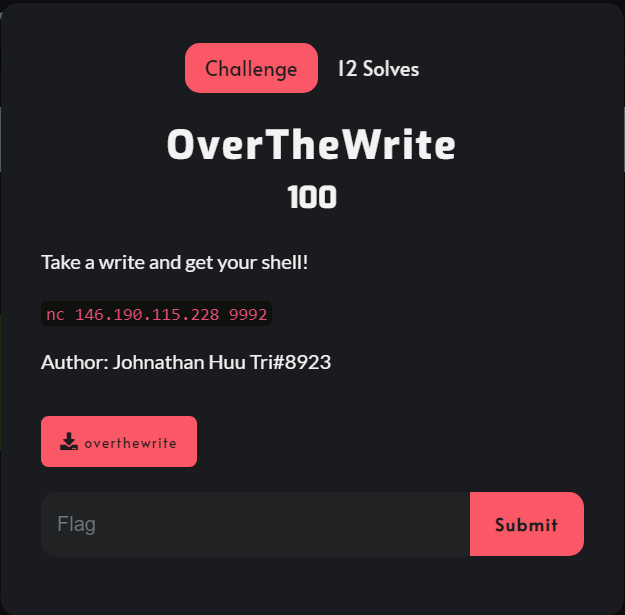 Challenge 12 Solves
OverTheWrite
100
Take a write and get your shell!
nc 146.190.115.228 9992
Author: Johnathan Huu Tri#8923
overthewrite
Flag Submit